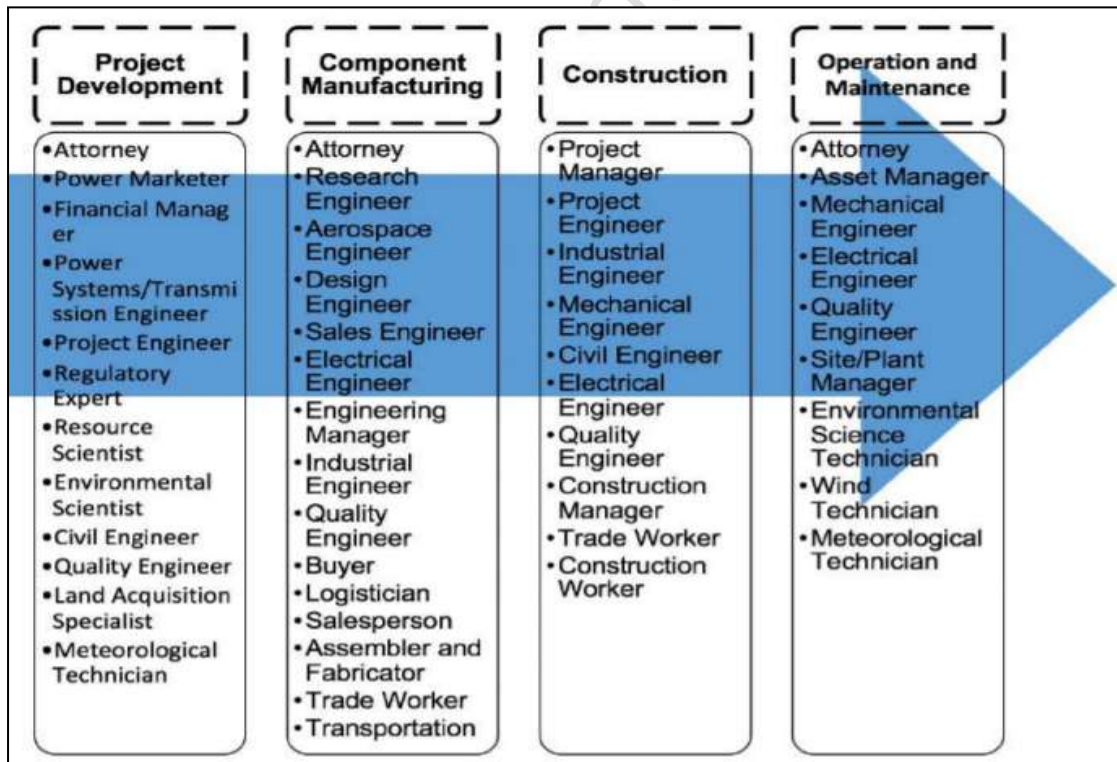 Project
Development
•Attorney
•Power Marketer
•Financial Manag
er
•Power
Systems/Transmi
ssion Engineer
•Project Engineer
•Regulatory
Expert
•Resource
Scientist
•Environmental
Scientist
•Civil Engineer
•Quality Engineer
•Land Acquisition
Specialist
•Meteorological
Technician
Component
Manufacturing
•Attorney
•Research
Engineer
•Aerospace
Engineer
•Design
Engineer
•Sales Engineer
•Electrical
Engineer
•Engineering
Manager
•Industrial
Engineer
•Quality
Engineer
•Buyer
•Logistician
•Salesperson
•Assembler and
Fabricator
•Trade Worker
•Transportation
Construction
•Project
Manager
•Project
Engineer
•Industrial
Engineer
•Mechanical
Engineer
•Civil Engineer
•Electrical
Engineer
•Quality
Engineer
•Construction
Manager
•Trade Worker
•Construction
Worker
Operation and
Maintenance
•Attorney
•Asset Manager
•Mechanical
Engineer
•Electrical
Engineer
•Quality
Engineer
•Site/Plant
Manager
•Environmental
Science
Technician
•Wind
Technician
•Meteorological
Technician